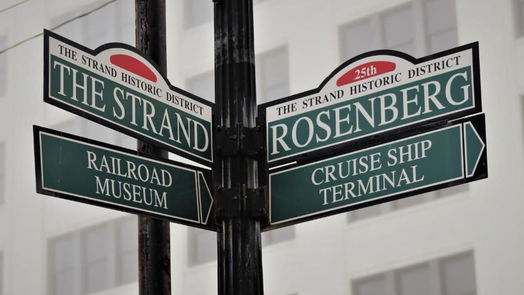 THE STRAND HISTORIC DISTRICT
THE STRAND
RAILROAD
MUSEUM
25th
THE STRAND HISTORIC DISTRICT
ROSENBERG
CRUISE SHIP
TERMINAL